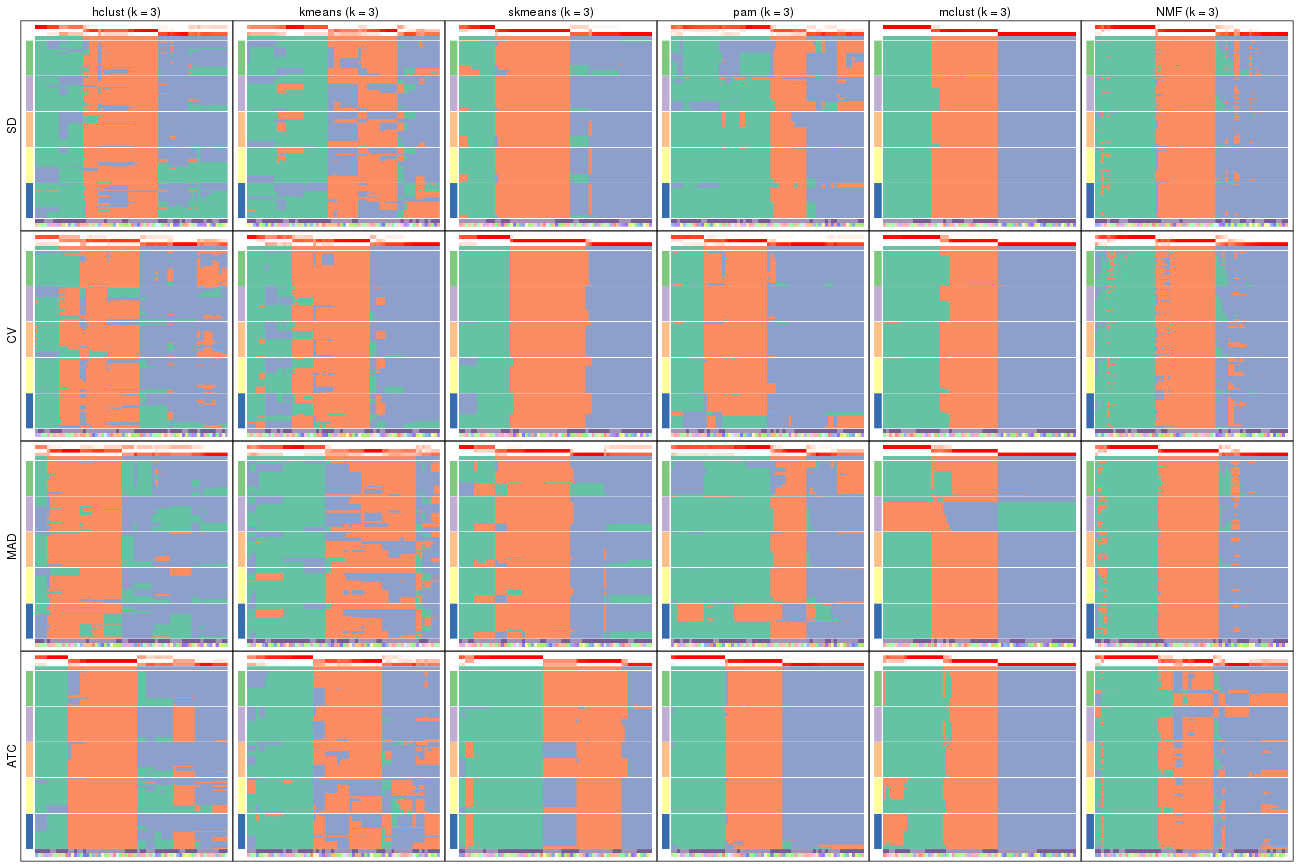 hclust (k = 3) kmeans (k = 3) skmeans (k = 3) pam (k = 3) mclust (k = 3) NMF (k = 3)
SD
CV
MAD
ATC